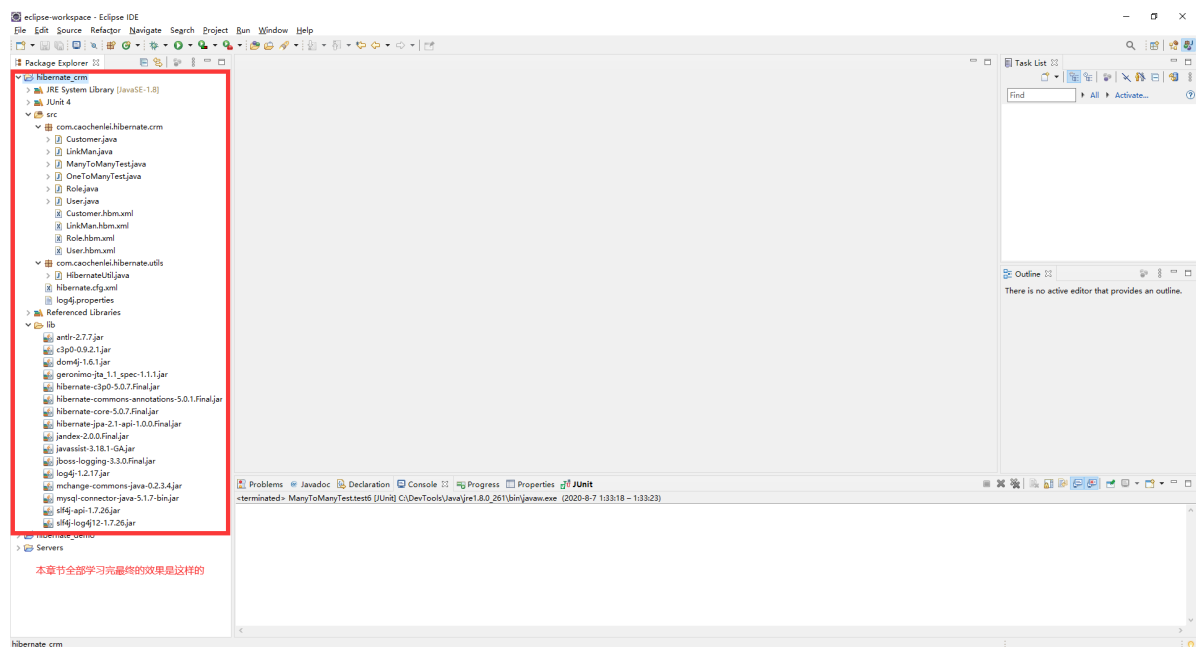 eclipse-workspace - Eclipse IDE
File Edit Source Refactor Navigate Search Project Run Window Help
Package Explorer
hibernate_crm
JRE System Library [JavaSE-1.8]
JUnit 4
src
com.caochenlei.hibernate.crm
Customer.java
LinkMan.java
ManyToManyTest.java
OneToManyTest.java
Role.java
User.java
Customer.hbm.xml
LinkMan.hbm.xml
Role.hbm.xml
User.hbm.xml
com.caochenlei.hibernate.utils
HibernateUtil.java
hibernate.cfg.xml
log4j.properties
Referenced Libraries
lib
antlr-2.7.7.jar
c3p0-0.9.2.1.jar
dom4j-1.6.1.jar
geronimo-jta_1.1_spec-1.1.1.jar
hibernate-c3p0-5.0.7.Final.jar
hibernate-commons-annotations-5.0.1.Final.jar
hibernate-core-5.0.7.Final.jar
hibernate-jpa-2.1-api-1.0.0.Final.jar
jandex-2.0.0.Final.jar
javassist-3.18.1-GA.jar
jboss-logging-3.3.0.Final.jar
log4j-1.2.17.jar
mchange-commons-java-0.2.3.4.jar
mysql-connector-java-5.1.7-bin.jar
slf4j-api-1.7.26.jar
slf4j-log4j12-1.7.26.jar
hibernate_demo
Servers
本章节全部学习完最终的效果是这样的
Task List
Find All Activate...
Outline
There is no active editor that provides an outline.
Problems Javadoc Declaration Console Progress Properties JUnit
<terminated> ManyToManyTest.test6 [JUnit] C:\DevTools\Java\jre1.8.0_261\bin\javaw.exe (2020-8-7 1:33:18 – 1:33:23)
hibernate_crm